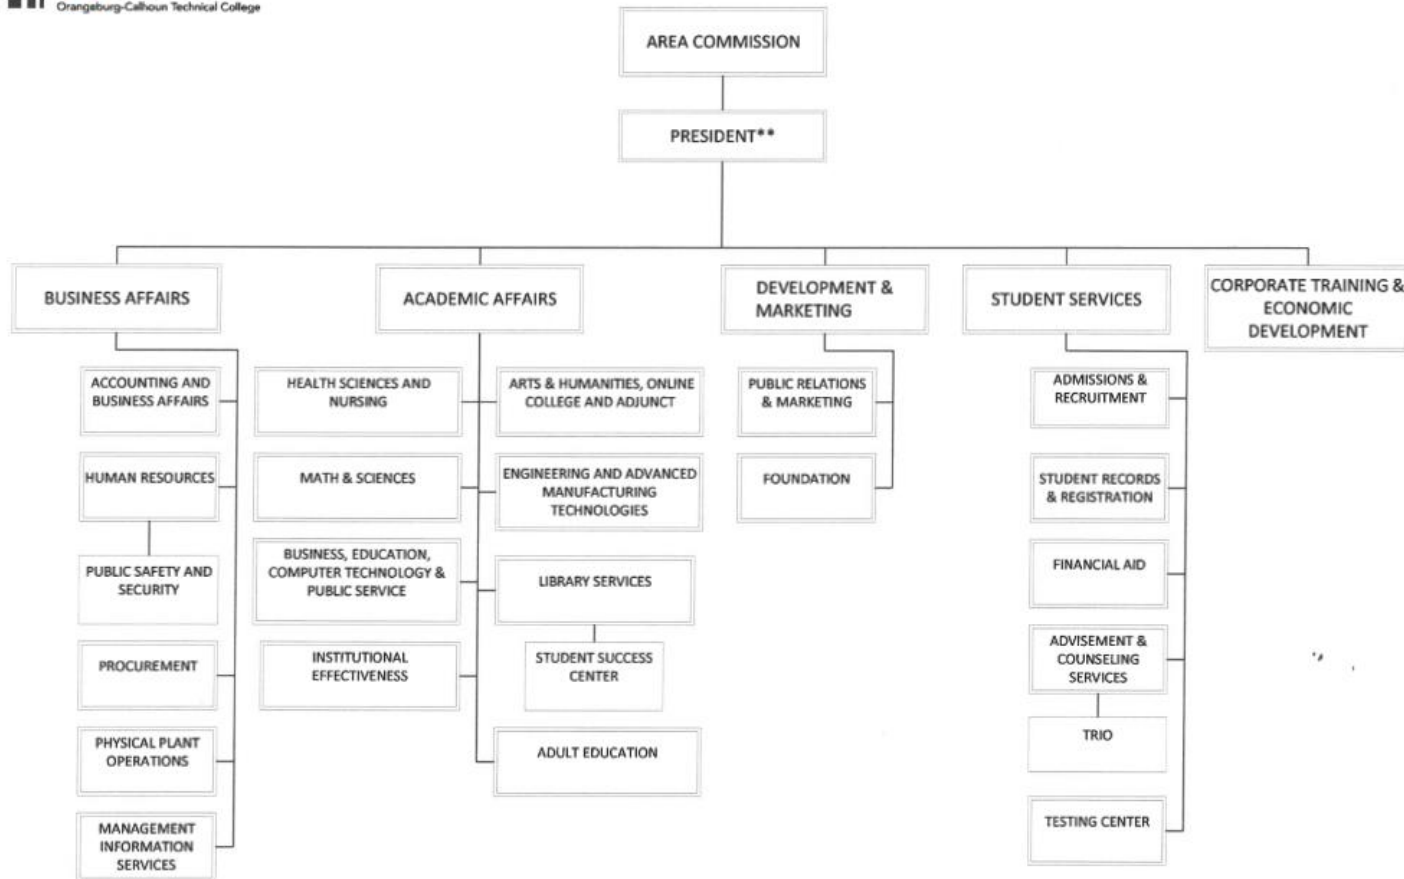 Orangeburg-Calhoun Technical College
AREA COMMISSION
PRESIDENT**
BUSINESS AFFAIRS
ACADEMIC AFFAIRS
DEVELOPMENT &
MARKETING
STUDENT SERVICES
CORPORATE TRAINING &
ECONOMIC
DEVELOPMENT
ACCOUNTING AND
BUSINESS AFFAIRS
HUMAN RESOURCES
PUBLIC SAFETY AND
SECURITY
PROCUREMENT
PHYSICAL PLANT
OPERATIONS
MANAGEMENT
INFORMATION
SERVICES
HEALTH SCIENCES AND
NURSING
MATH & SCIENCES
BUSINESS, EDUCATION,
COMPUTER TECHNOLOGY &
PUBLIC SERVICE
INSTITUTIONAL
EFFECTIVENESS
ARTS & HUMANITIES, ONLINE
COLLEGE AND ADJUNCT
ENGINEERING AND ADVANCED
MANUFACTURING
TECHNOLOGIES
LIBRARY SERVICES
STUDENT SUCCESS
CENTER
ADULT EDUCATION
PUBLIC RELATIONS
& MARKETING
FOUNDATION
ADMISSIONS &
RECRUITMENT
STUDENT RECORDS
& REGISTRATION
FINANCIAL AID
ADVISEMENT &
COUNSELING
SERVICES
TRIO
TESTING CENTER